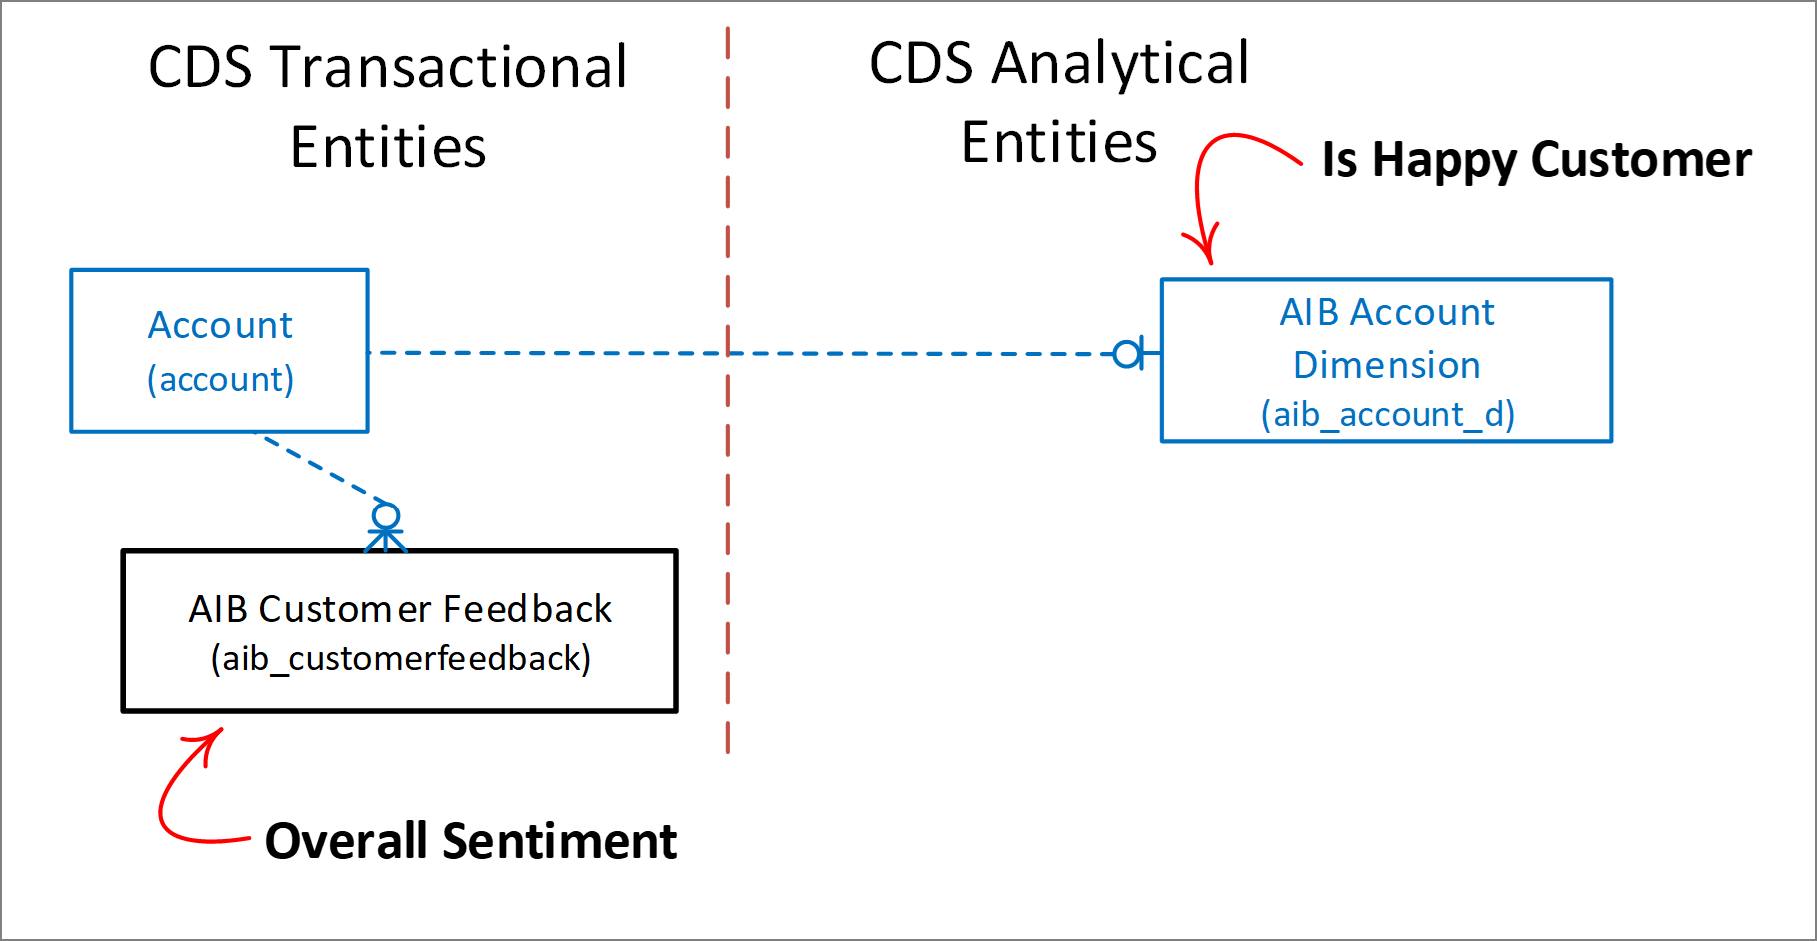 CDS Transactional
Entities
CDS Analytical
Entities
Is Happy Customer
Account
(account)
AIB Account
Dimension
(aib_account_d)
AIB Customer Feedback
(aib_customerfeedback)
Overall Sentiment